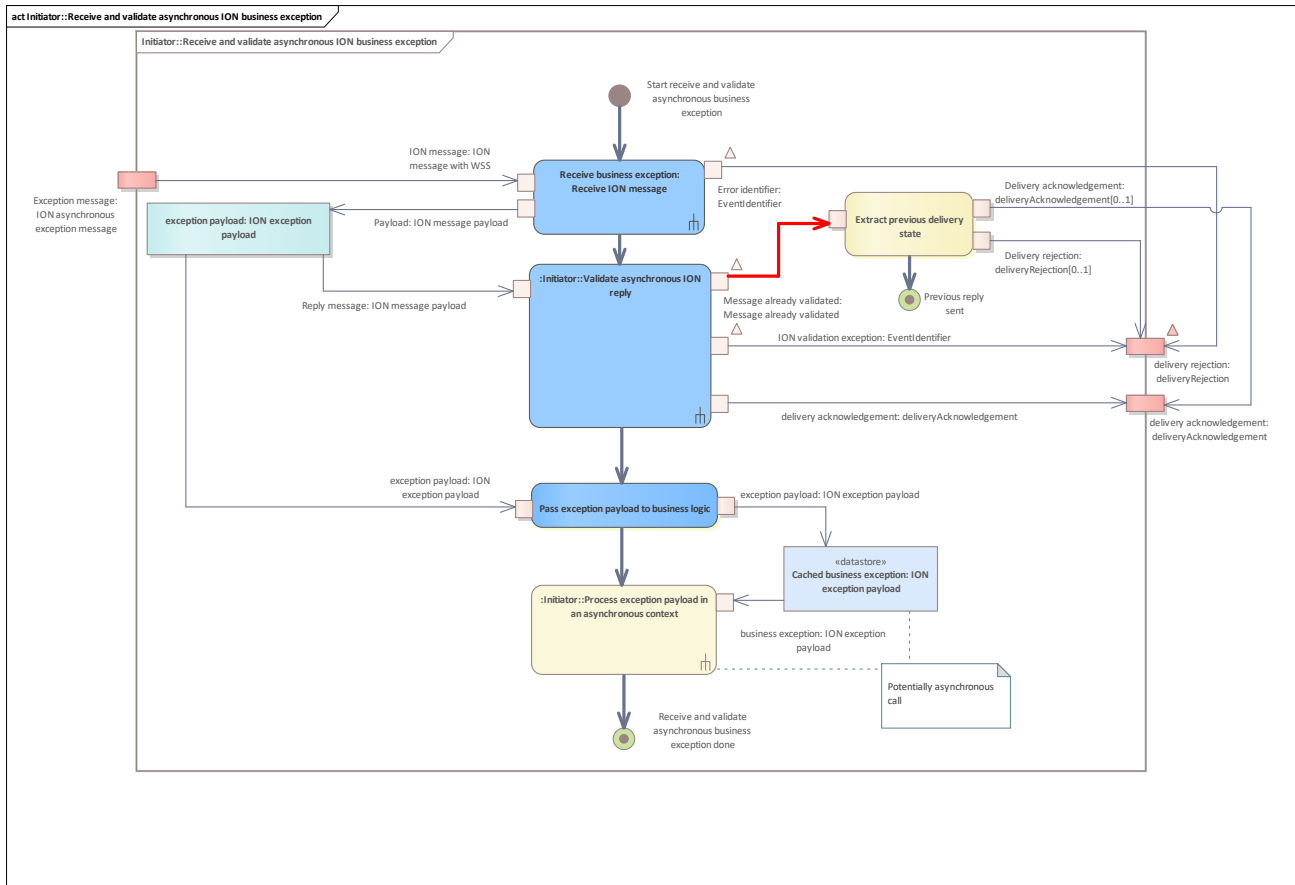 act Initiator::Receive and validate asynchronous ION business exception
Initiator::Receive and validate asynchronous ION business exception
Start receive and validate
asynchronous business
exception
ION message: ION
message with WSS
Receive business exception:
Receive ION message
Error identifier:
EventIdentifier
Exception message:
ION asynchronous
exception message
exception payload: ION exception
payload
Payload: ION message payload
Extract previous delivery
state
Delivery acknowledgement:
deliveryAcknowledgement[0..1]
Delivery rejection:
deliveryRejection[0..1]
Previous reply
sent
:Initiator::Validate asynchronous ION
reply
Reply message: ION message payload
Message already validated:
Message already validated
ION validation exception: EventIdentifier
delivery rejection:
deliveryRejection
delivery acknowledgement: deliveryAcknowledgement
delivery acknowledgement:
deliveryAcknowledgement
exception payload: ION
exception payload
Pass exception payload to business logic
exception payload: ION exception payload
«datastore»
Cached business exception: ION
exception payload
:Initiator::Process exception payload in
an asynchronous context
business exception: ION exception
payload
Potentially asynchronous
call
Receive and validate
asynchronous business
exception done